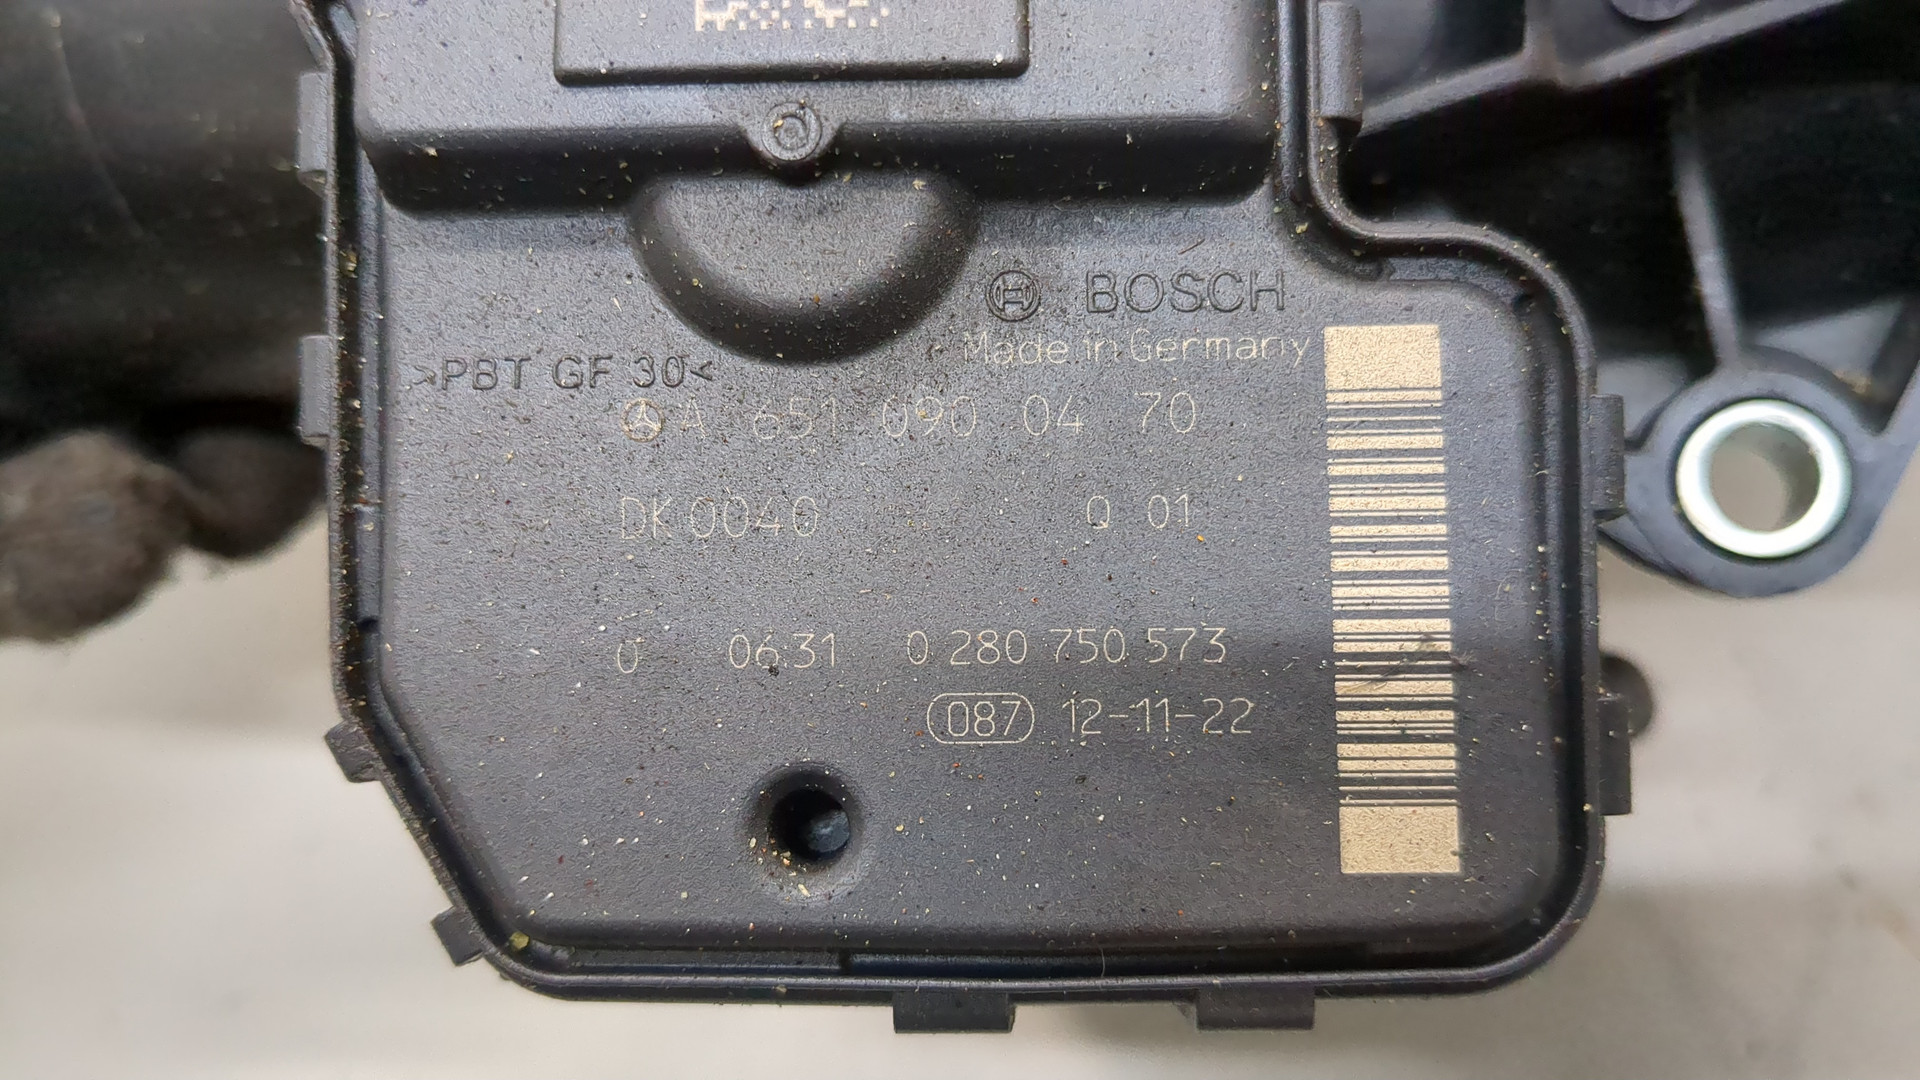 BOSCH
Made in Germany
>PBT GF 30<
A 651 090 04 70
DK 0040 Q 01
0 06.31 0 280 750 573
087 12-11-22